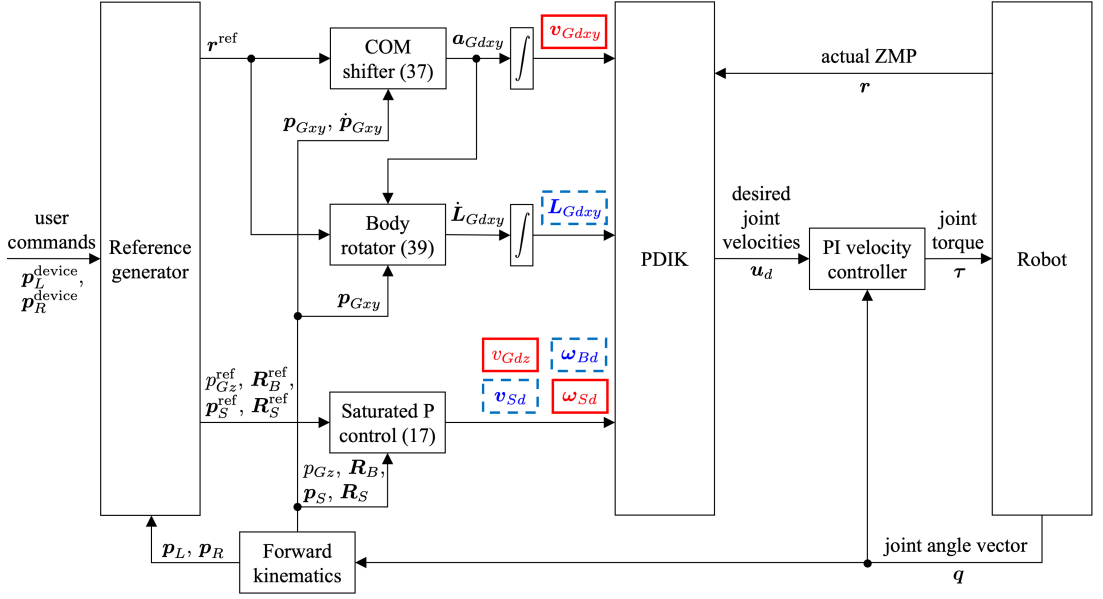 r^ref
COM
shifter (37)
a_Gdxy
∫
v_Gdxy
actual ZMP
r
p_Gxy, ṗ_Gxy
user
commands
p_L^device,
p_R^device
Reference
generator
Body
rotator (39)
L̇_Gdxy
∫
L_Gdxy
p_Gxy
PDIK
desired
joint
velocities
u_d
PI velocity
controller
joint
torque
τ
Robot
v_Gdz
ω_Bd
v_Sd
ω_Sd
p_Gz^ref, R_B^ref,
p_S^ref, R_S^ref
Saturated P
control (17)
p_Gz, R_B,
p_S, R_S
p_L, p_R
Forward
kinematics
joint angle vector
q